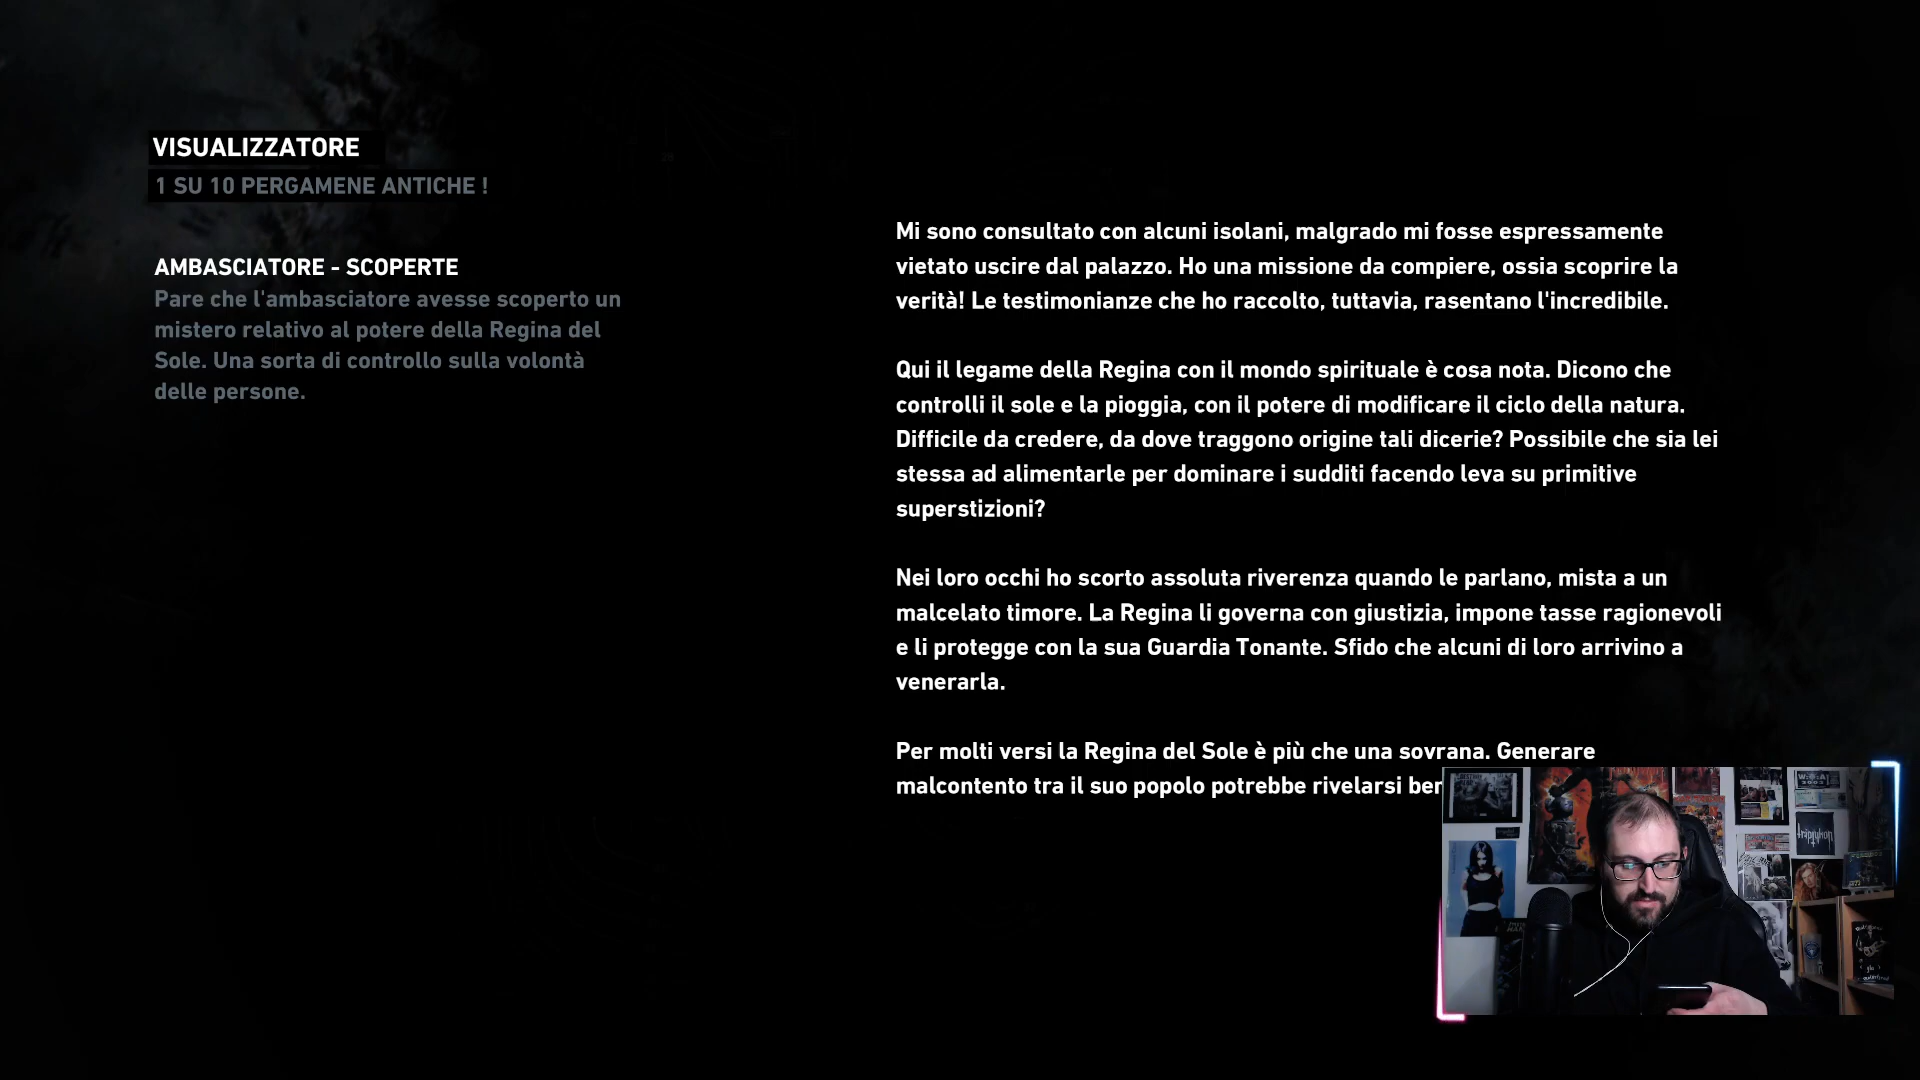 VISUALIZZATORE
1 SU 10 PERGAMENE ANTICHE !
AMBASCIATORE - SCOPERTE
Pare che l'ambasciatore avesse scoperto un
mistero relativo al potere della Regina del
Sole. Una sorta di controllo sulla volontà
delle persone.
Mi sono consultato con alcuni isolani, malgrado mi fosse espressamente
vietato uscire dal palazzo. Ho una missione da compiere, ossia scoprire la
verità! Le testimonianze che ho raccolto, tuttavia, rasentano l'incredibile.
Qui il legame della Regina con il mondo spirituale è cosa nota. Dicono che
controlli il sole e la pioggia, con il potere di modificare il ciclo della natura.
Difficile da credere, da dove traggono origine tali dicerie? Possibile che sia lei
stessa ad alimentarle per dominare i sudditi facendo leva su primitive
superstizioni?
Nei loro occhi ho scorto assoluta riverenza quando le parlano, mista a un
malcelato timore. La Regina li governa con giustizia, impone tasse ragionevoli
e li protegge con la sua Guardia Tonante. Sfido che alcuni di loro arrivino a
venerarla.
Per molti versi la Regina del Sole è più che una sovrana. Generare
malcontento tra il suo popolo potrebbe rivelarsi ben
W:O:A
triptykon